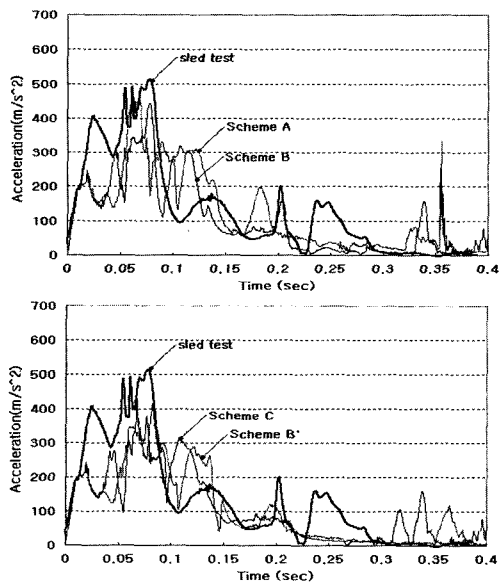 700
600
500
400
300
200
100
0
Acceleration(m/s^2)
sled test
Scheme A
Scheme B
0 0.05 0.1 0.15 0.2 0.25 0.3 0.35 0.4
Time (sec)
700
600
500
400
300
200
100
0
Acceleration(m/s^2)
sled test
Scheme C
Scheme B'
0 0.05 0.1 0.15 0.2 0.25 0.3 0.35 0.4
Time (sec)